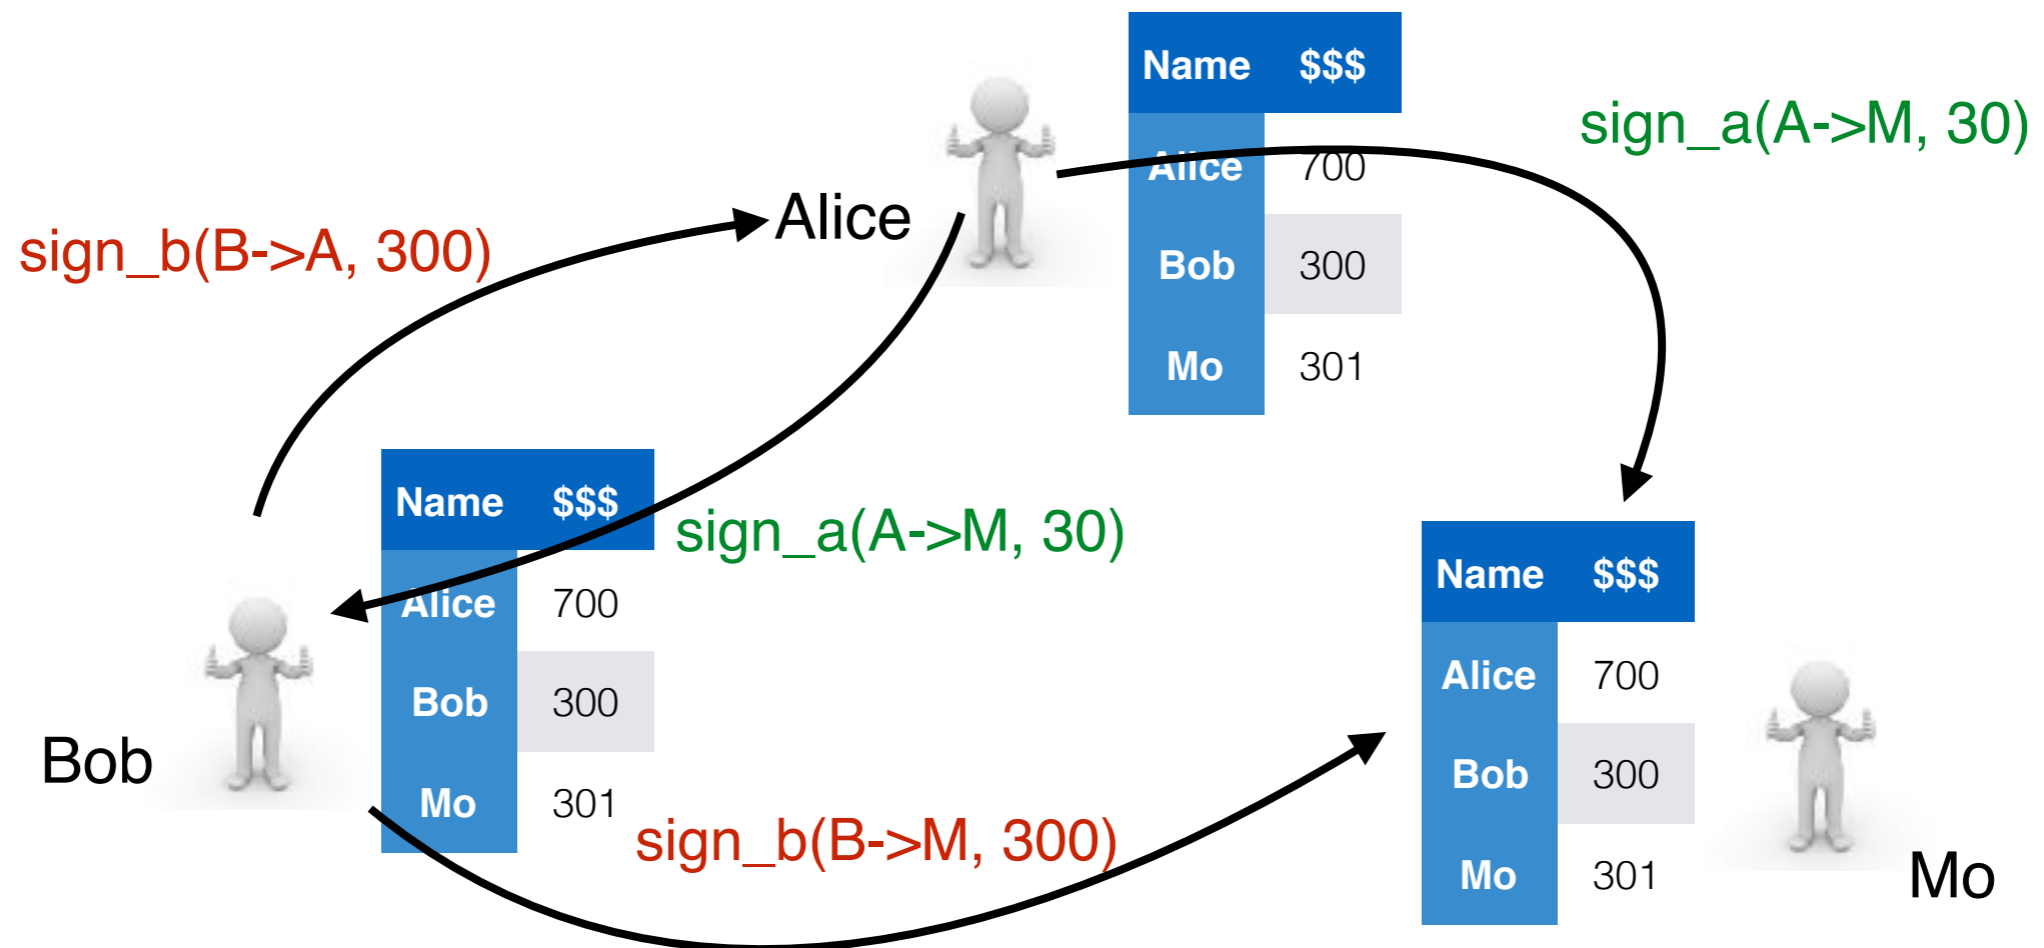 Name $$$
Alice 700
Bob 300
Mo 301
sign_a(A->M, 30)
Alice
sign_b(B->A, 300)
Name $$$
Alice 700
Bob 300
Mo 301
sign_a(A->M, 30)
Bob
sign_b(B->M, 300)
Name $$$
Alice 700
Bob 300
Mo 301
Mo